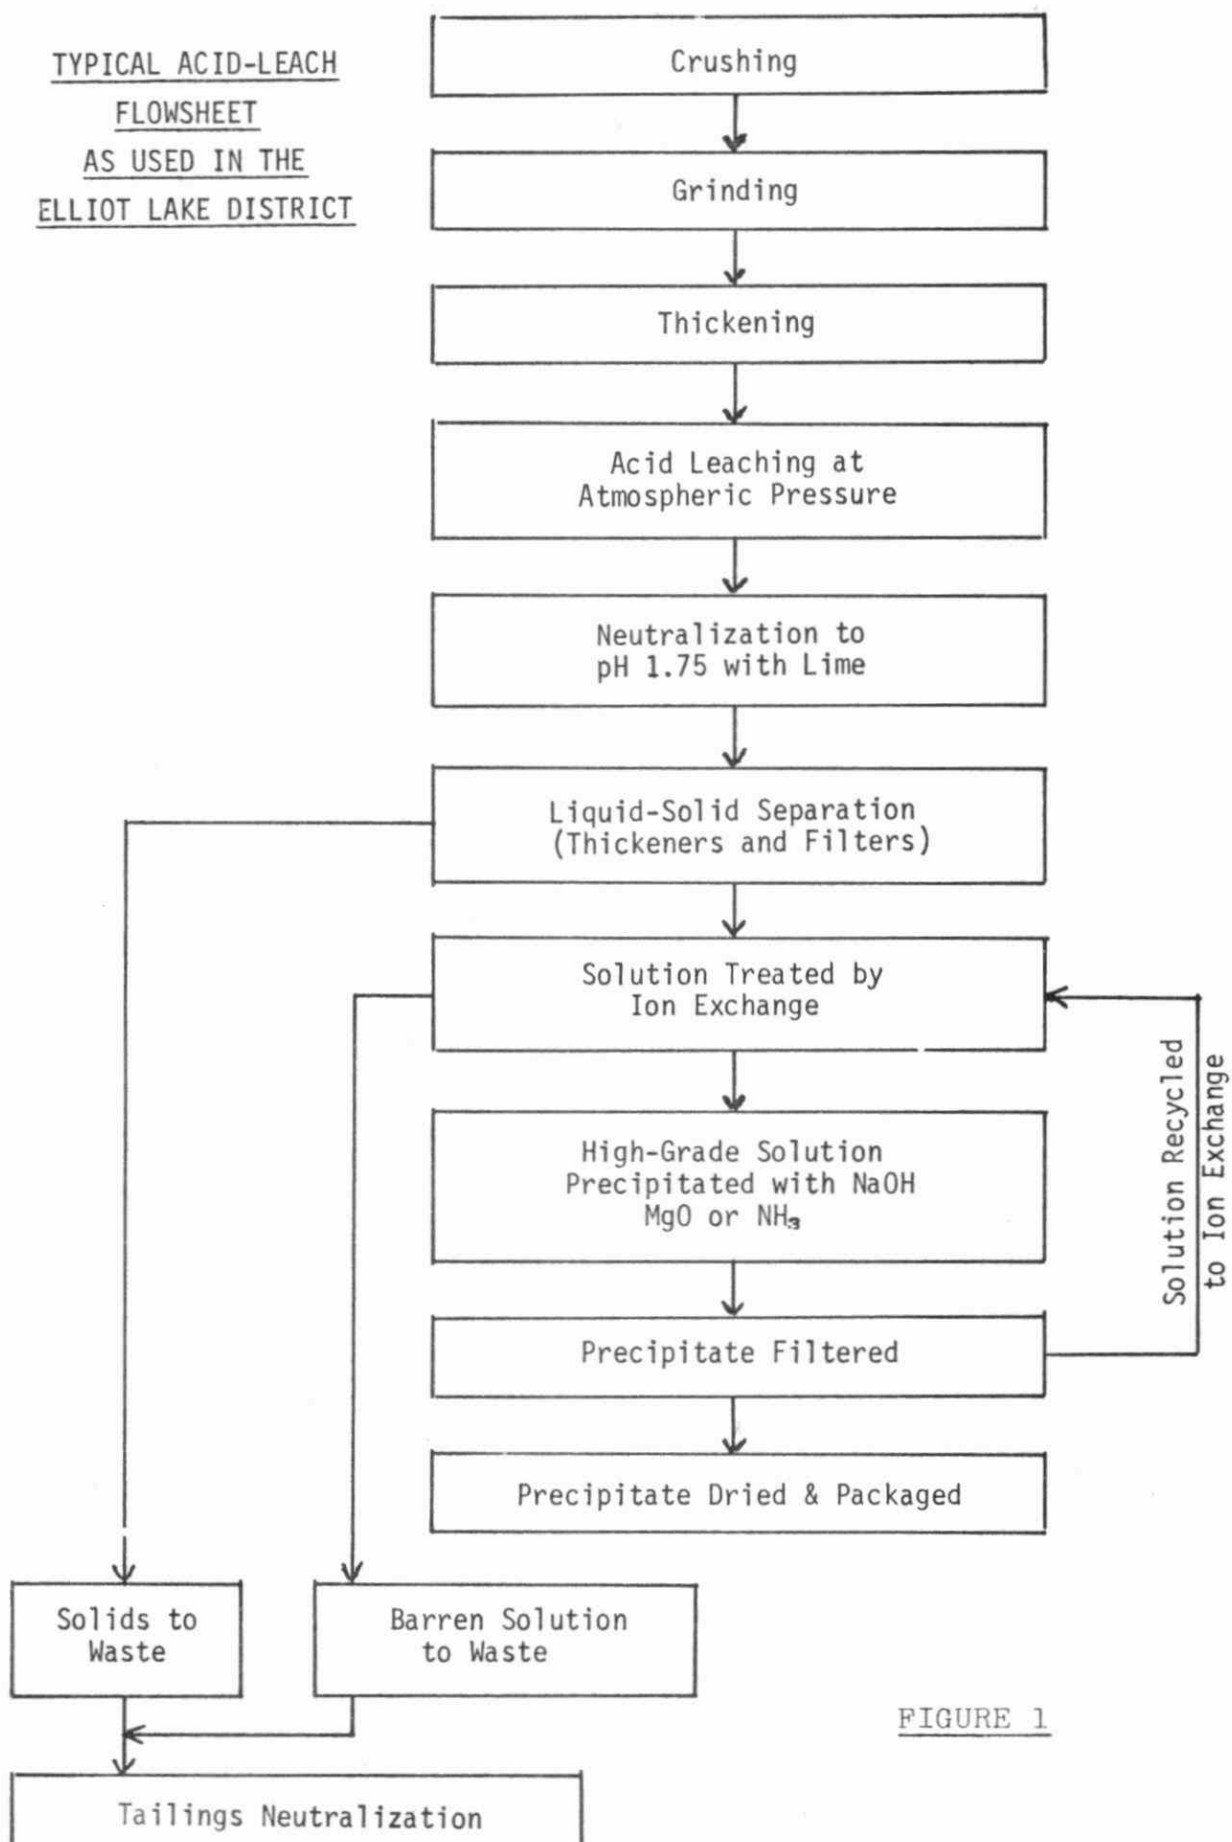 TYPICAL ACID-LEACH
FLOWSHEET
AS USED IN THE
ELLIOT LAKE DISTRICT
Crushing
Grinding
Thickening
Acid Leaching at
Atmospheric Pressure
Neutralization to
pH 1.75 with Lime
Liquid-Solid Separation
(Thickeners and Filters)
Solution Treated by
Ion Exchange
High-Grade Solution
Precipitated with NaOH
MgO or NH₃
Solution Recycled
to Ion Exchange
Precipitate Filtered
Precipitate Dried & Packaged
Solids to
Waste
Barren Solution
to Waste
Tailings Neutralization
FIGURE 1